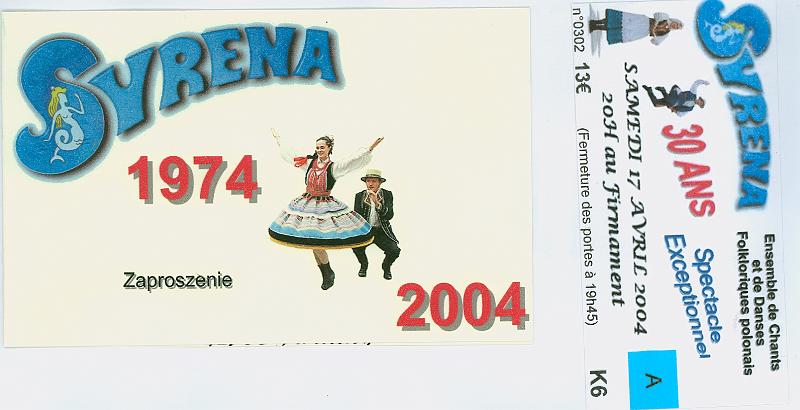 SYRENA
1974
Zaproszenie
2004
SYRENA
Ensemble de Chants
et de Danses
Folkloriques polonais
30 ANS
Spectacle
Exceptionnel
SAMEDI 17 AVRIL 2004
20H au Firmament
n°0302 13€ (Fermeture des portes à 19h45) K6
A